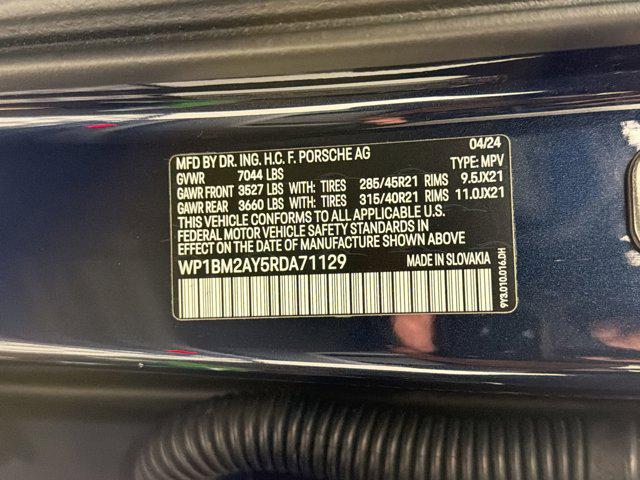 MFD BY DR. ING. H.C. F. PORSCHE AG 04/24
GVWR 7044 LBS TYPE: MPV
GAWR FRONT 3527 LBS WITH: TIRES 285/45R21 RIMS 9.5JX21
GAWR REAR 3660 LBS WITH: TIRES 315/40R21 RIMS 11.0JX21
THIS VEHICLE CONFORMS TO ALL APPLICABLE U.S.
FEDERAL MOTOR VEHICLE SAFETY STANDARDS IN
EFFECT ON THE DATE OF MANUFACTURE SHOWN ABOVE
WP1BM2AY5RDA71129 MADE IN SLOVAKIA
9Y3.010.016.DH